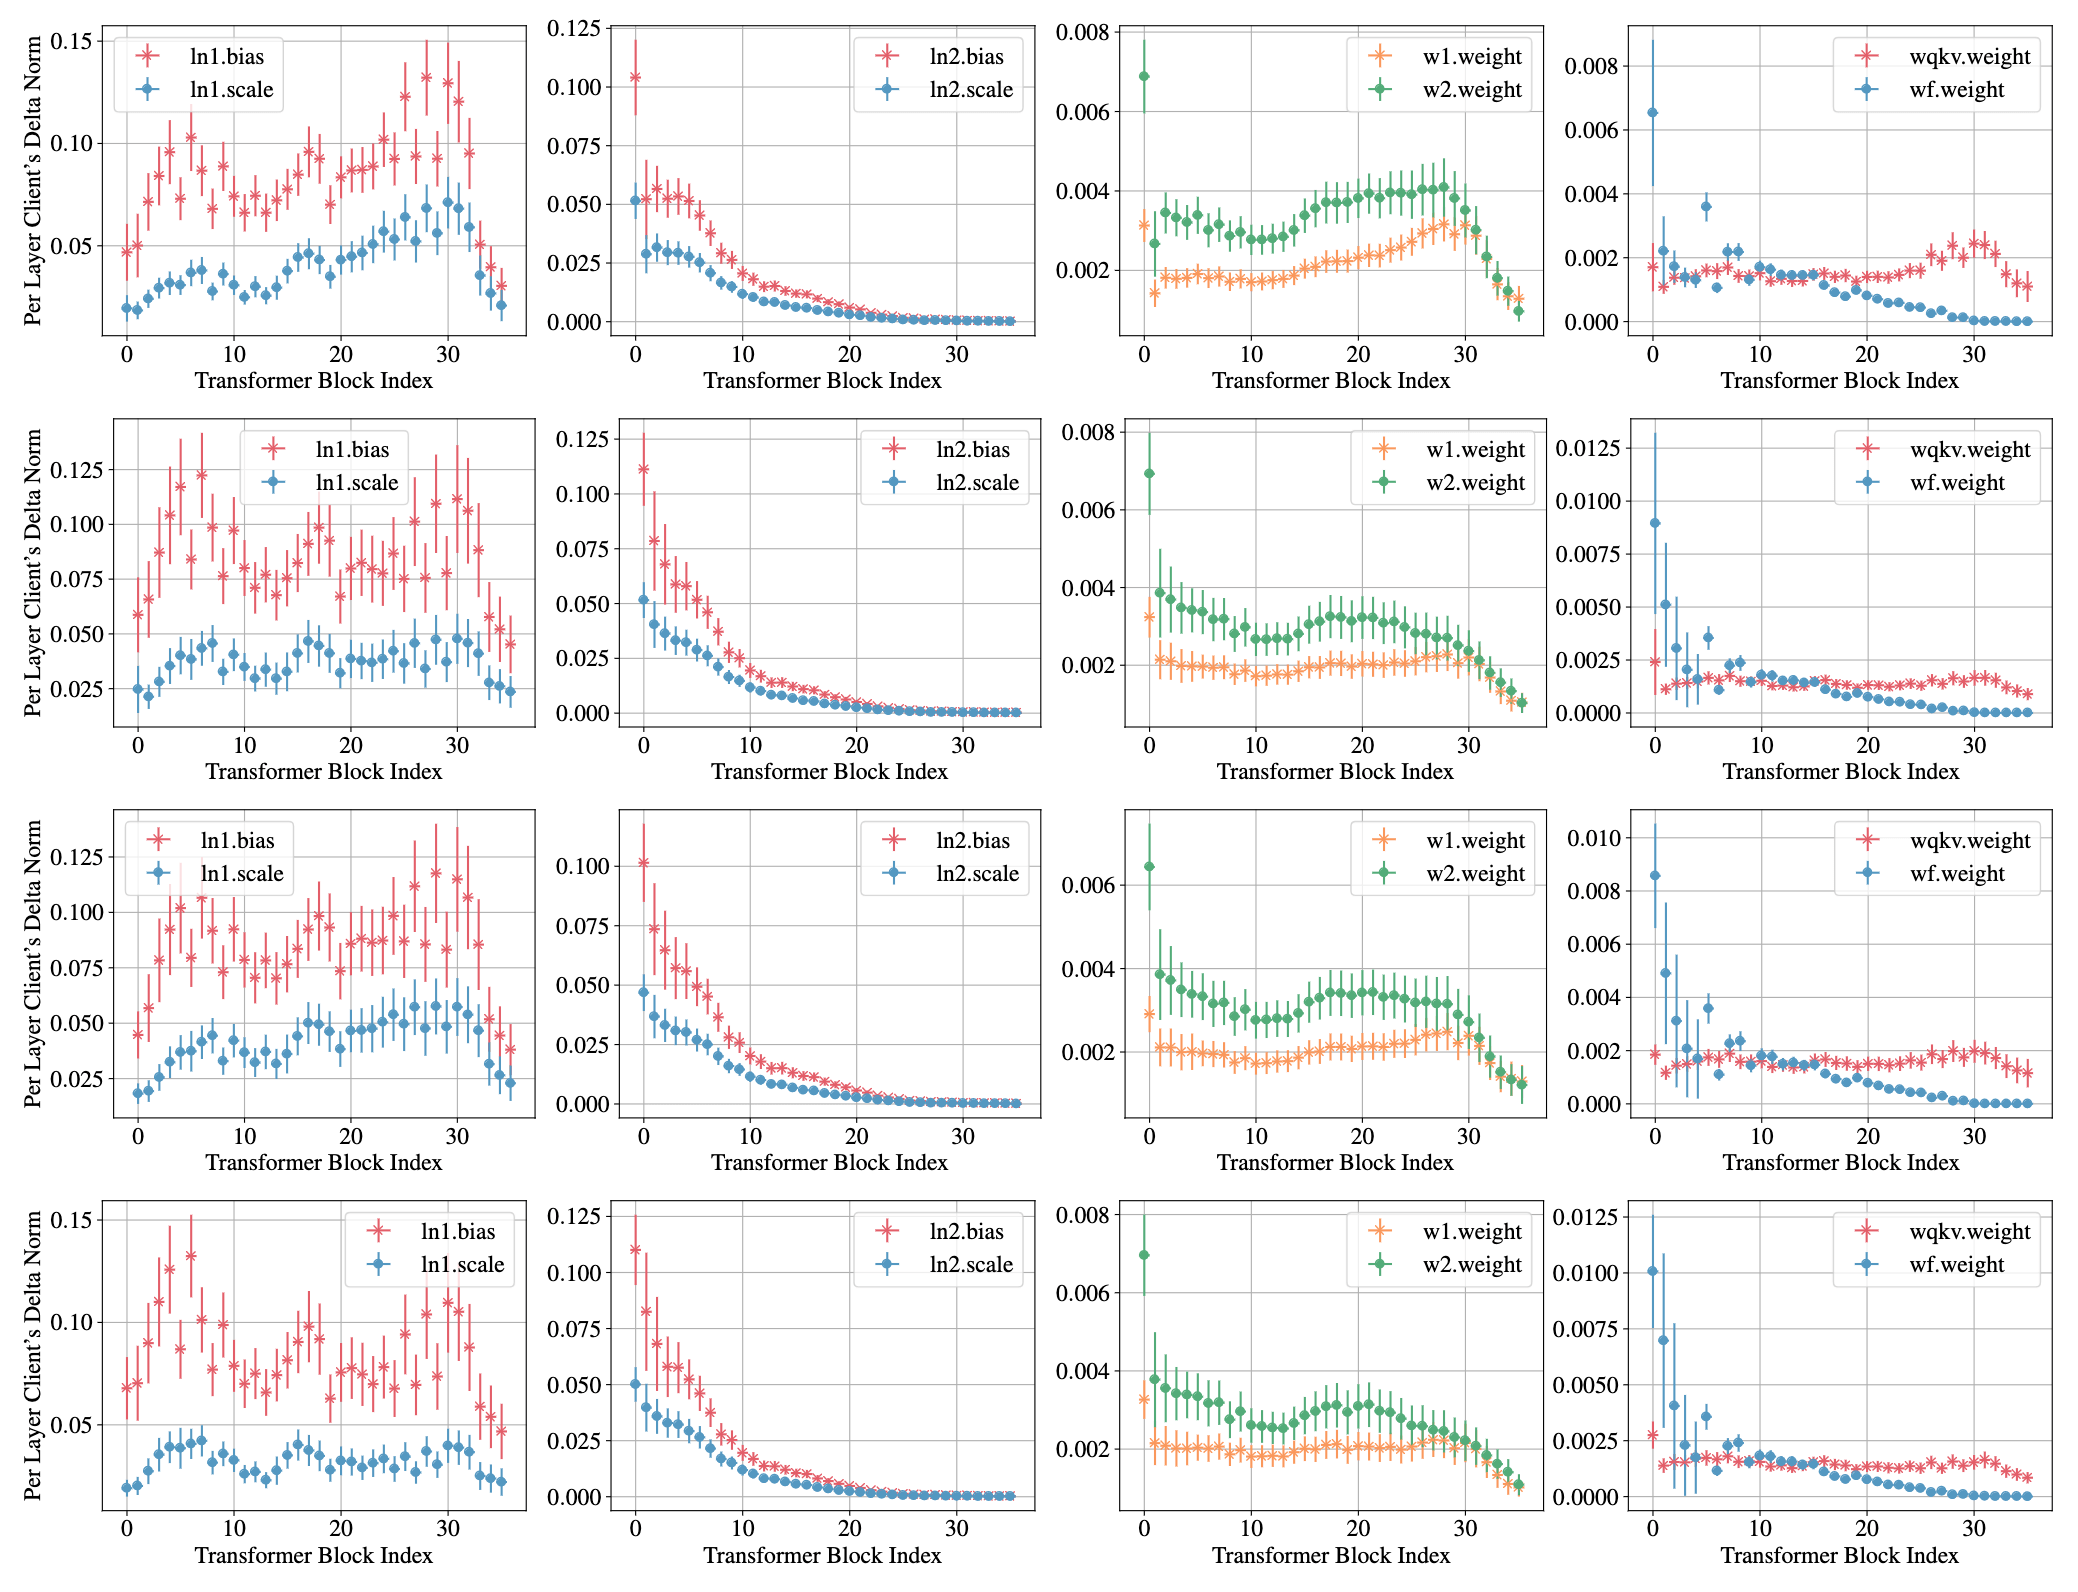 Per Layer Client's Delta Norm
0.15
0.10
0.05
ln1.bias
ln1.scale
0 10 20 30
Transformer Block Index
0.125
0.100
0.075
0.050
0.025
0.000
ln2.bias
ln2.scale
0 10 20 30
Transformer Block Index
0.008
0.006
0.004
0.002
w1.weight
w2.weight
0 10 20 30
Transformer Block Index
0.008
0.006
0.004
0.002
0.000
wqkv.weight
wf.weight
0 10 20 30
Transformer Block Index
Per Layer Client's Delta Norm
0.125
0.100
0.075
0.050
0.025
ln1.bias
ln1.scale
0 10 20 30
Transformer Block Index
0.125
0.100
0.075
0.050
0.025
0.000
ln2.bias
ln2.scale
0 10 20 30
Transformer Block Index
0.008
0.006
0.004
0.002
w1.weight
w2.weight
0 10 20 30
Transformer Block Index
0.0125
0.0100
0.0075
0.0050
0.0025
0.0000
wqkv.weight
wf.weight
0 10 20 30
Transformer Block Index
Per Layer Client's Delta Norm
0.125
0.100
0.075
0.050
0.025
ln1.bias
ln1.scale
0 10 20 30
Transformer Block Index
0.100
0.075
0.050
0.025
0.000
ln2.bias
ln2.scale
0 10 20 30
Transformer Block Index
0.006
0.004
0.002
w1.weight
w2.weight
0 10 20 30
Transformer Block Index
0.010
0.008
0.006
0.004
0.002
0.000
wqkv.weight
wf.weight
0 10 20 30
Transformer Block Index
Per Layer Client's Delta Norm
0.15
0.10
0.05
ln1.bias
ln1.scale
0 10 20 30
Transformer Block Index
0.125
0.100
0.075
0.050
0.025
0.000
ln2.bias
ln2.scale
0 10 20 30
Transformer Block Index
0.008
0.006
0.004
0.002
w1.weight
w2.weight
0 10 20 30
Transformer Block Index
0.0125
0.0100
0.0075
0.0050
0.0025
0.0000
wqkv.weight
wf.weight
0 10 20 30
Transformer Block Index